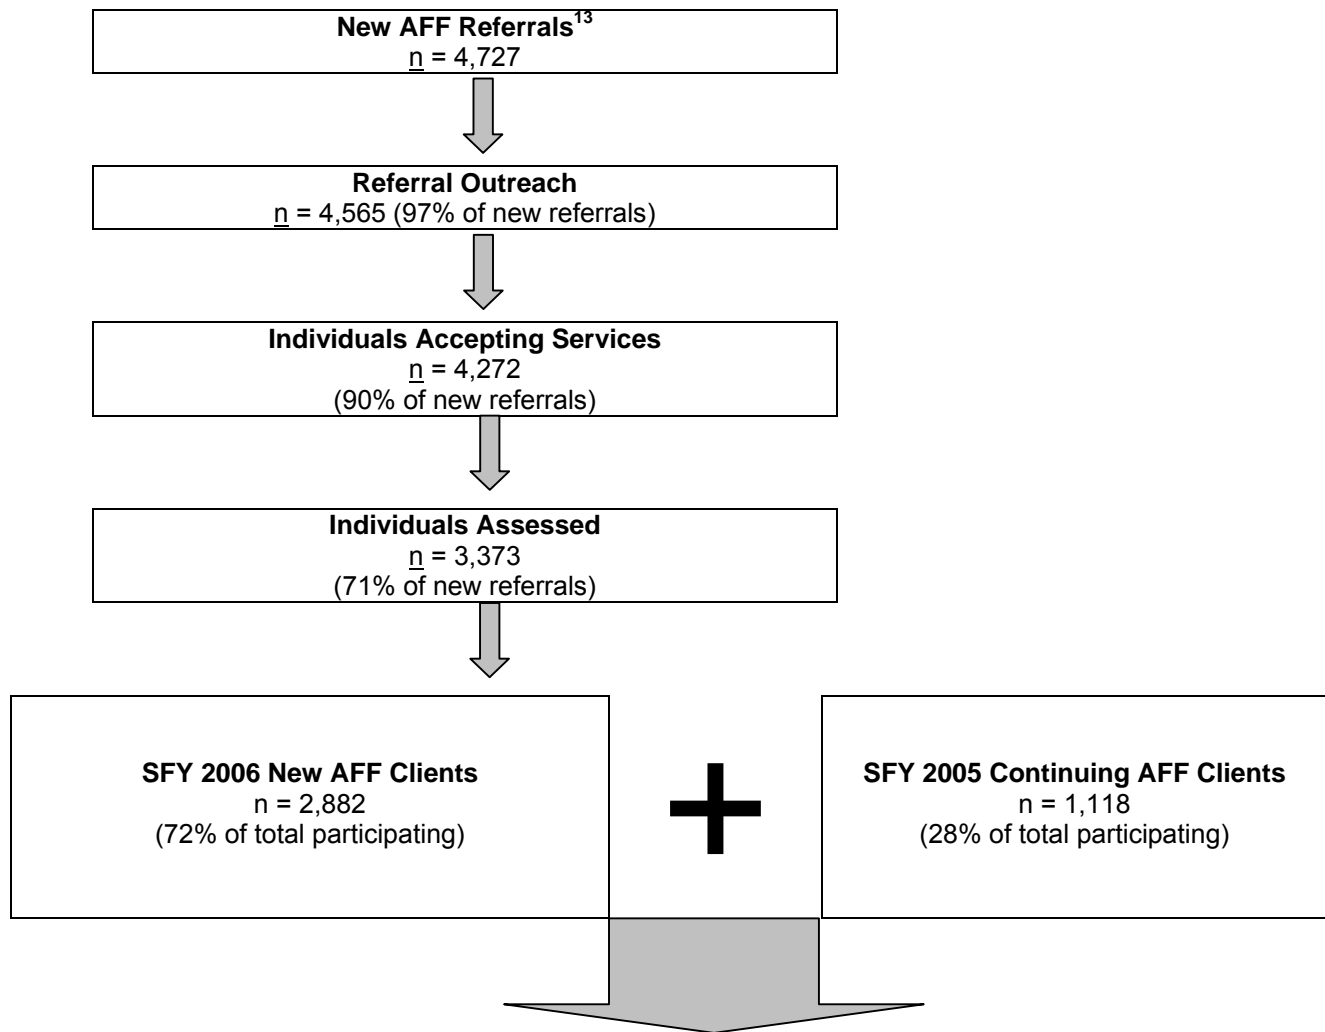 New AFF Referrals13
n = 4,727
Referral Outreach
n = 4,565 (97% of new referrals)
Individuals Accepting Services
n = 4,272
(90% of new referrals)
Individuals Assessed
n = 3,373
(71% of new referrals)
SFY 2006 New AFF Clients
n = 2,882
(72% of total participating)
SFY 2005 Continuing AFF Clients
n = 1,118
(28% of total participating)